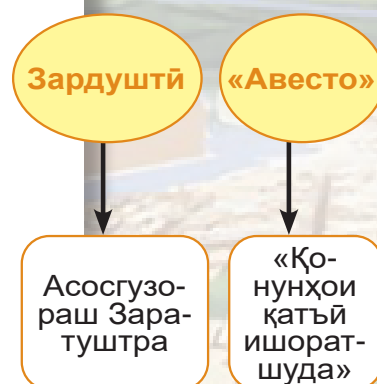 Зардуштӣ
«Авесто»
Асосгузо-
раш Зара-
туштра
«Қо-
нунҳои
қатъӣ
ишорат-
шуда»